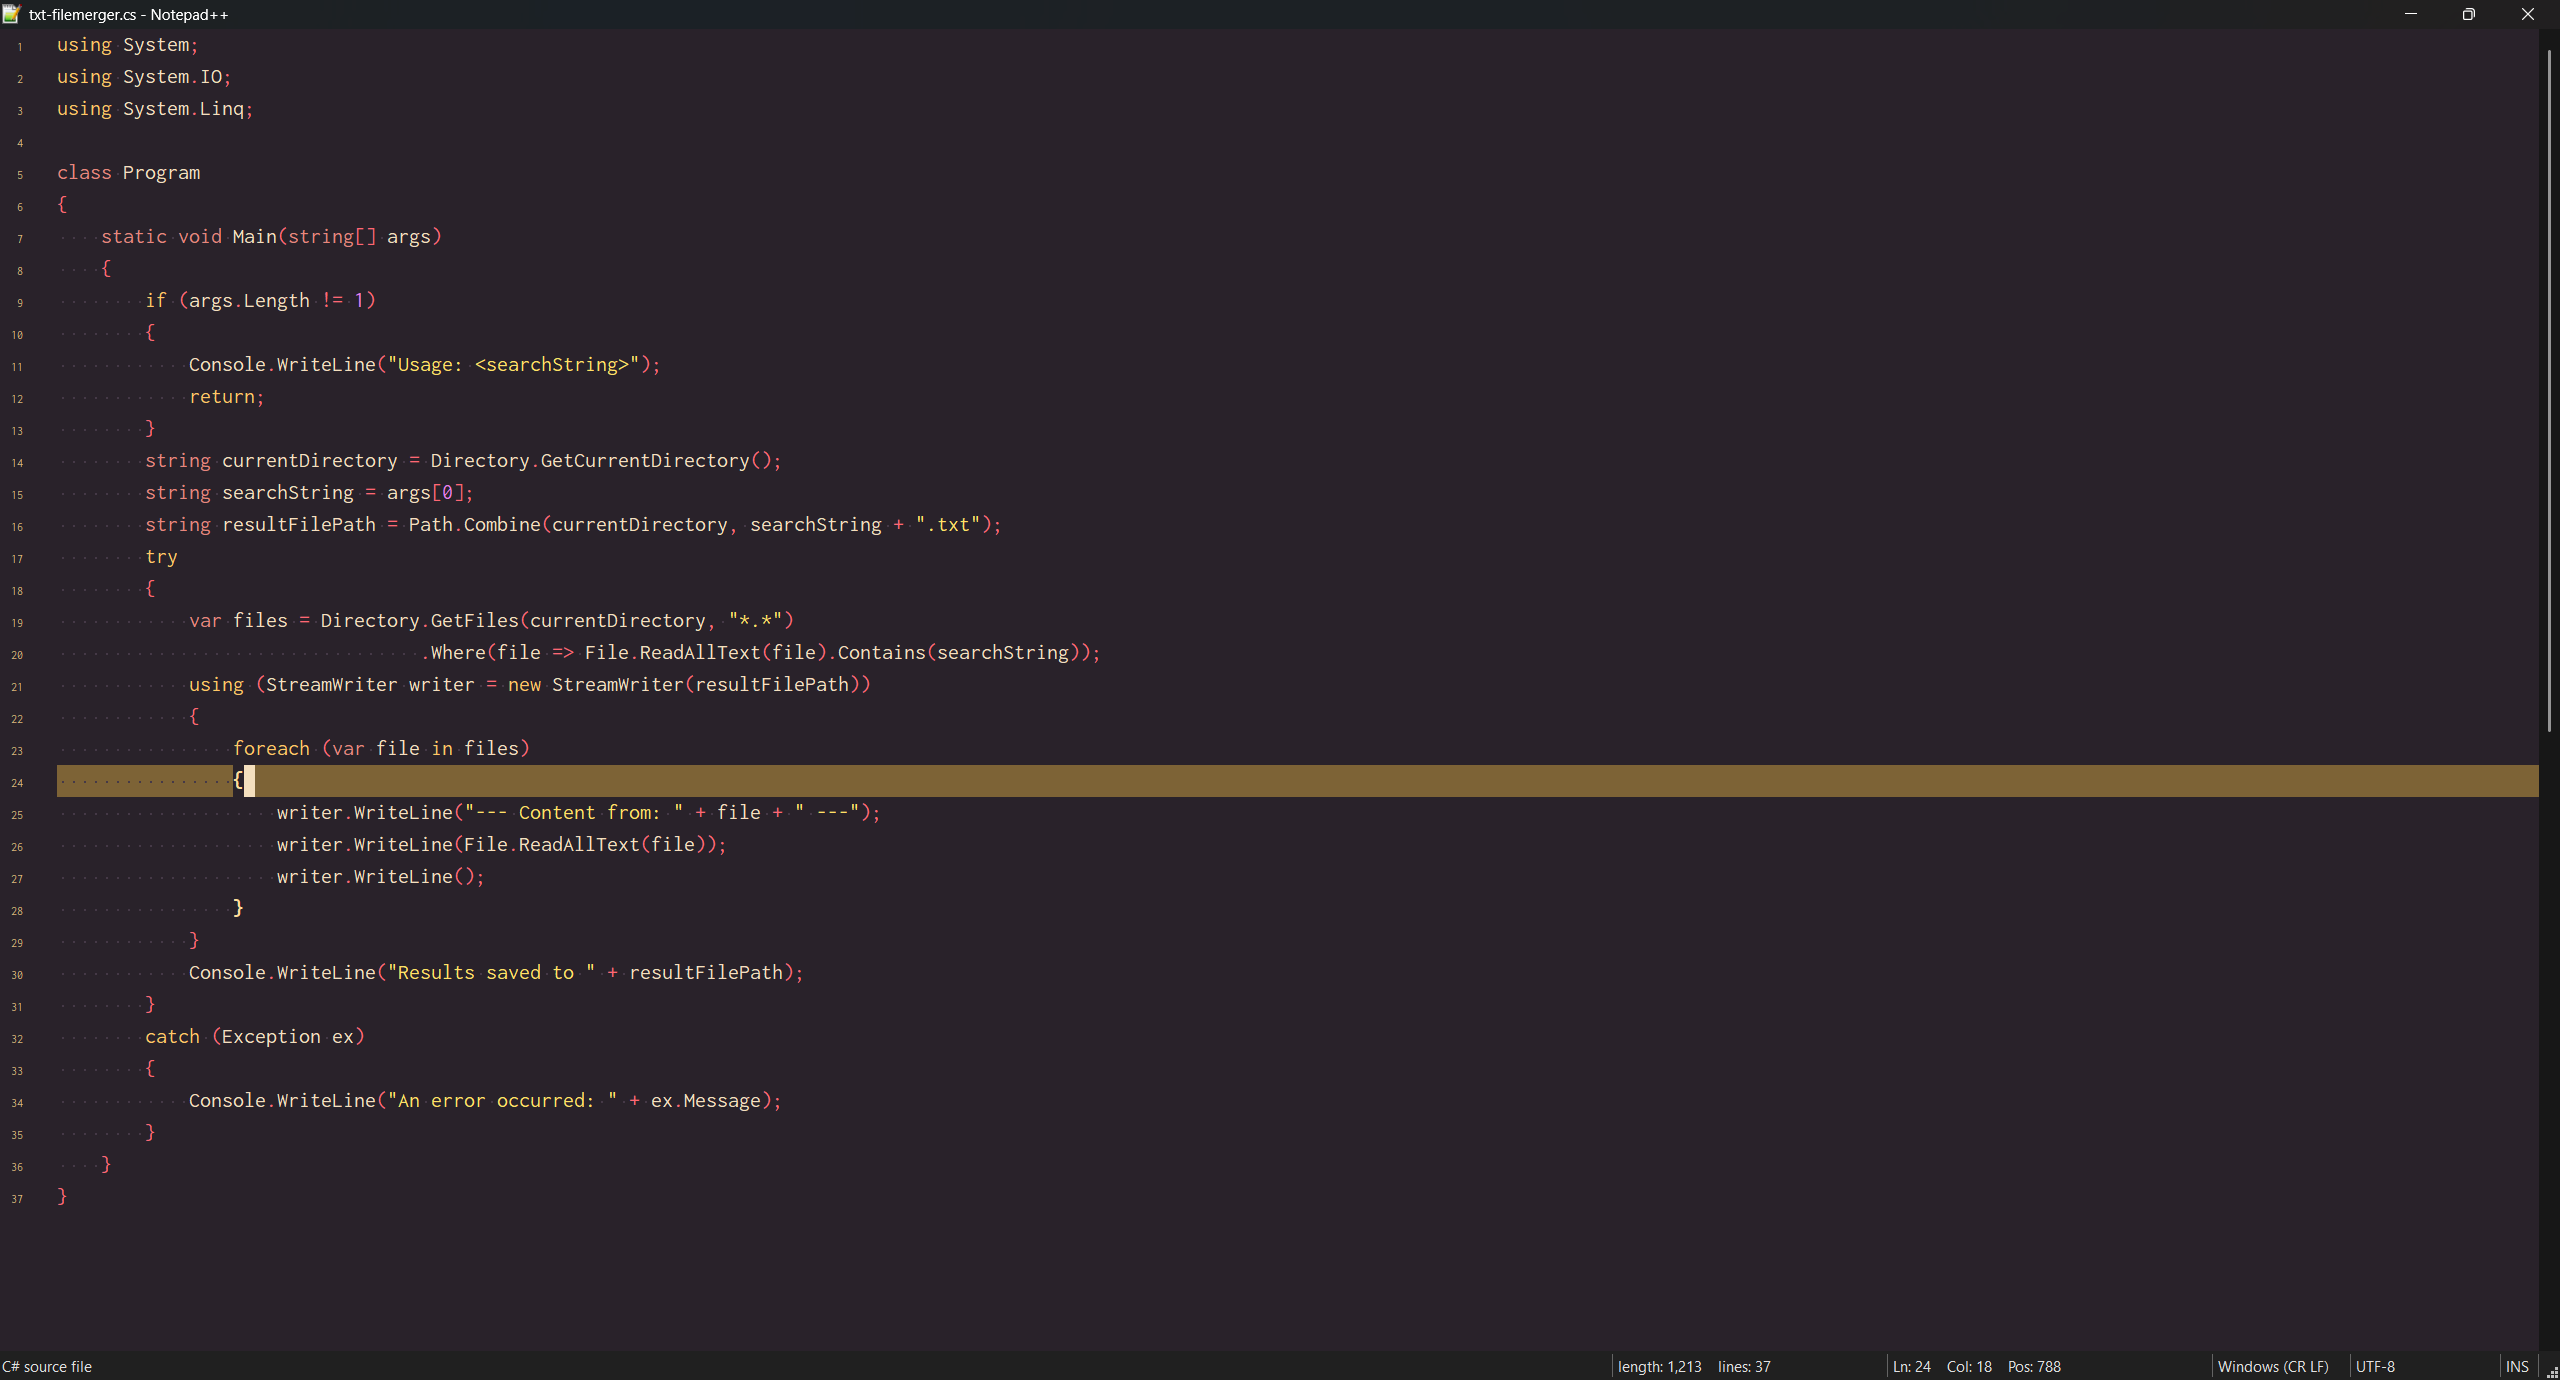 txt-filemerger.cs - Notepad++
1 using System;
2 using System.IO;
3 using System.Linq;
4
5 class Program
6 {
7     static void Main(string[] args)
8     {
9         if (args.Length != 1)
10         {
11             Console.WriteLine("Usage: <searchString>");
12             return;
13         }
14         string currentDirectory = Directory.GetCurrentDirectory();
15         string searchString = args[0];
16         string resultFilePath = Path.Combine(currentDirectory, searchString + ".txt");
17         try
18         {
19             var files = Directory.GetFiles(currentDirectory, "*.*")
20                                  .Where(file => File.ReadAllText(file).Contains(searchString));
21             using (StreamWriter writer = new StreamWriter(resultFilePath))
22             {
23                 foreach (var file in files)
24                 {
25                     writer.WriteLine("--- Content from: " + file + " ---");
26                     writer.WriteLine(File.ReadAllText(file));
27                     writer.WriteLine();
28                 }
29             }
30             Console.WriteLine("Results saved to " + resultFilePath);
31         }
32         catch (Exception ex)
33         {
34             Console.WriteLine("An error occurred: " + ex.Message);
35         }
36     }
37 }
C# source file length: 1,213 lines: 37 Ln: 24 Col: 18 Pos: 788 Windows (CR LF) UTF-8 INS